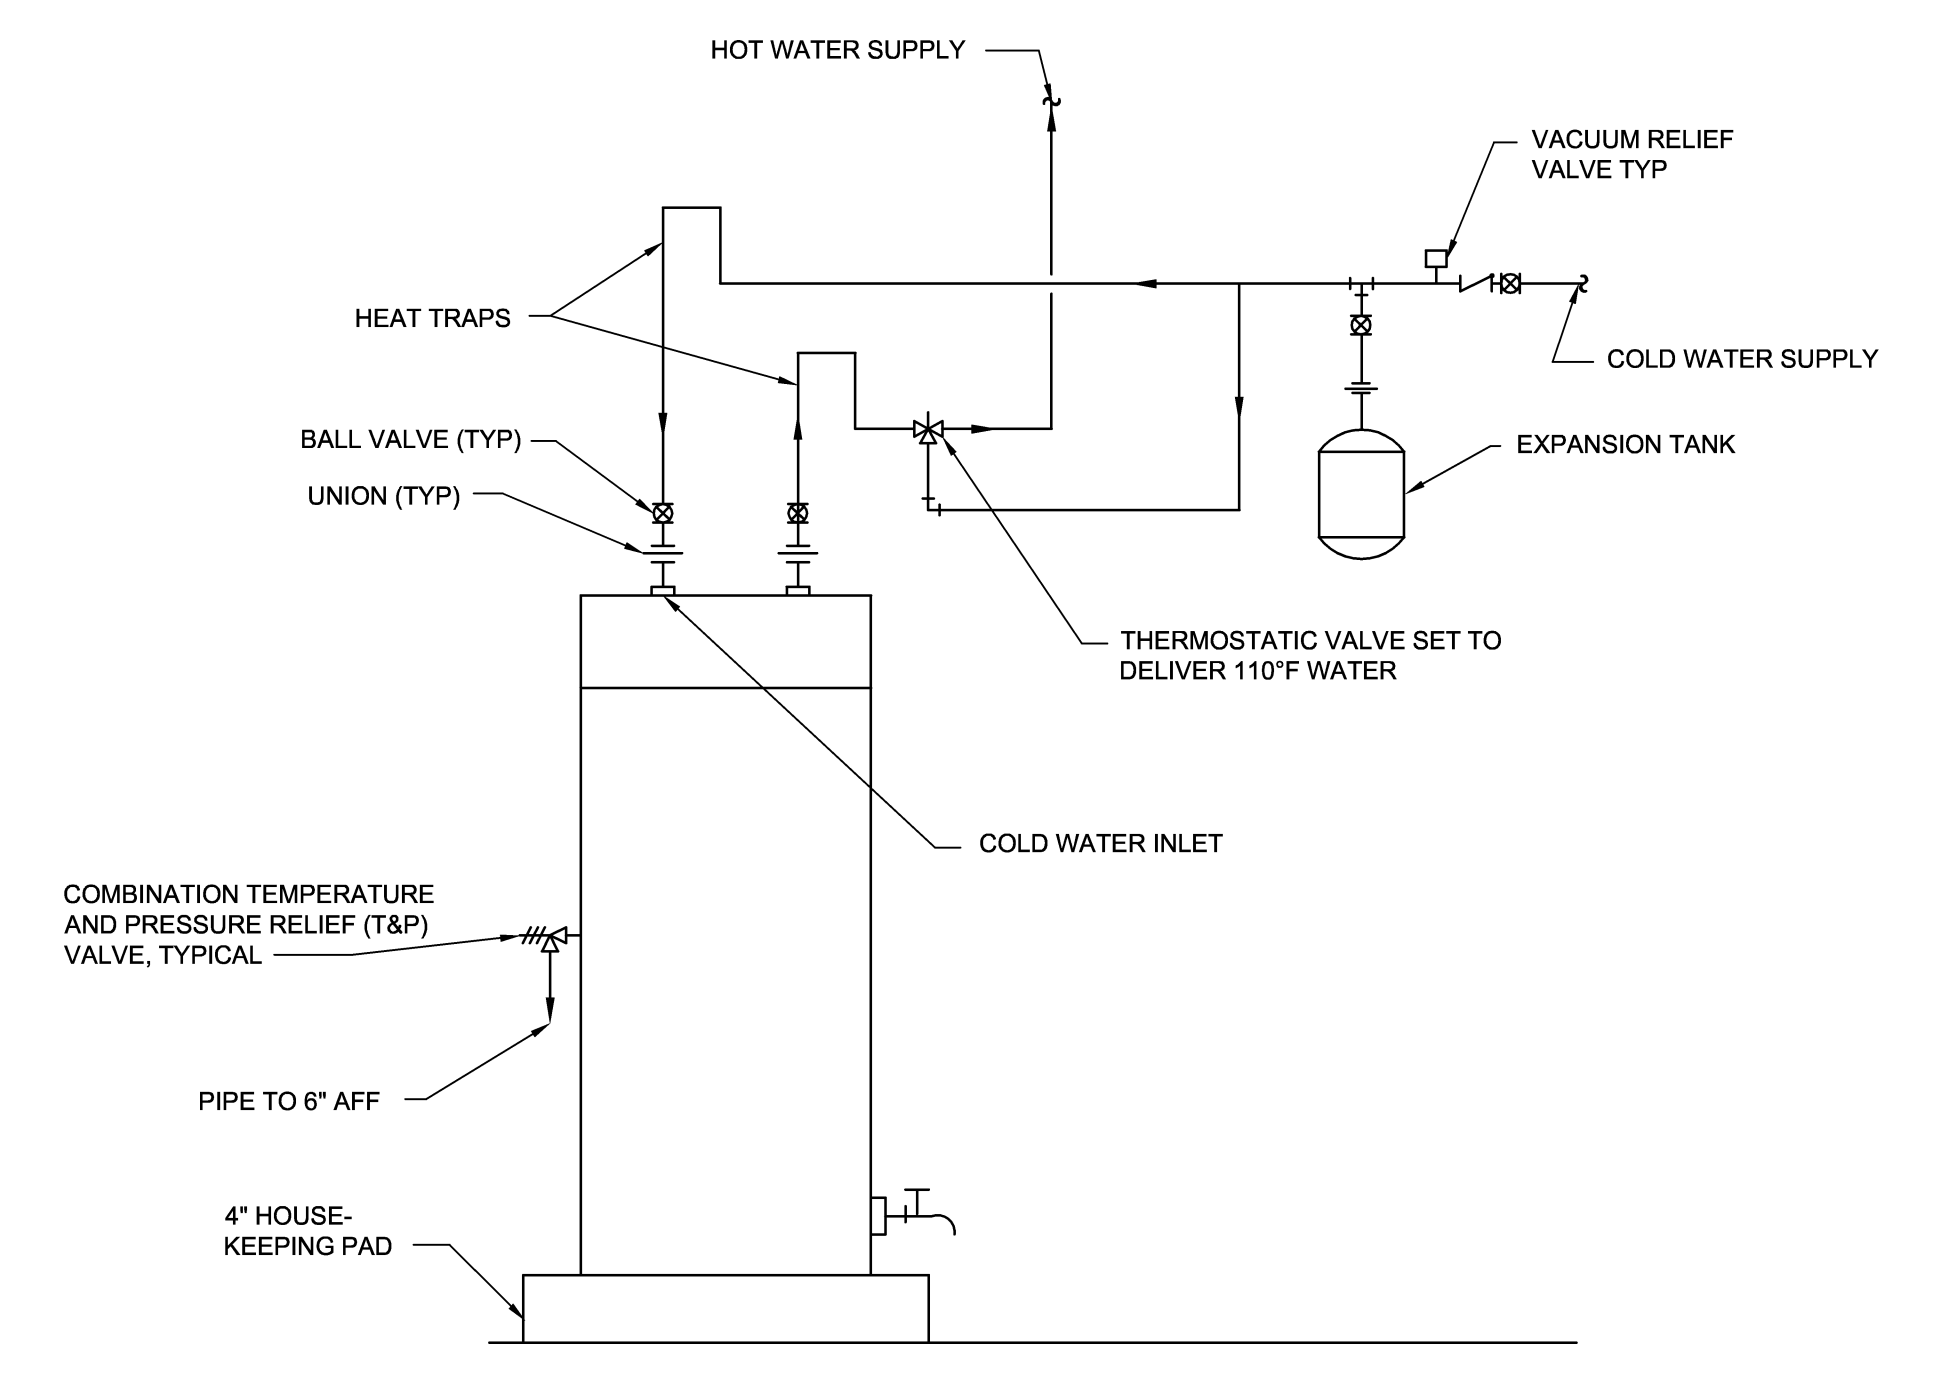 HOT WATER SUPPLY
VACUUM RELIEF
VALVE TYP
HEAT TRAPS
COLD WATER SUPPLY
BALL VALVE (TYP)
EXPANSION TANK
UNION (TYP)
THERMOSTATIC VALVE SET TO
DELIVER 110°F WATER
COLD WATER INLET
COMBINATION TEMPERATURE
AND PRESSURE RELIEF (T&P)
VALVE, TYPICAL
PIPE TO 6" AFF
4" HOUSE-
KEEPING PAD